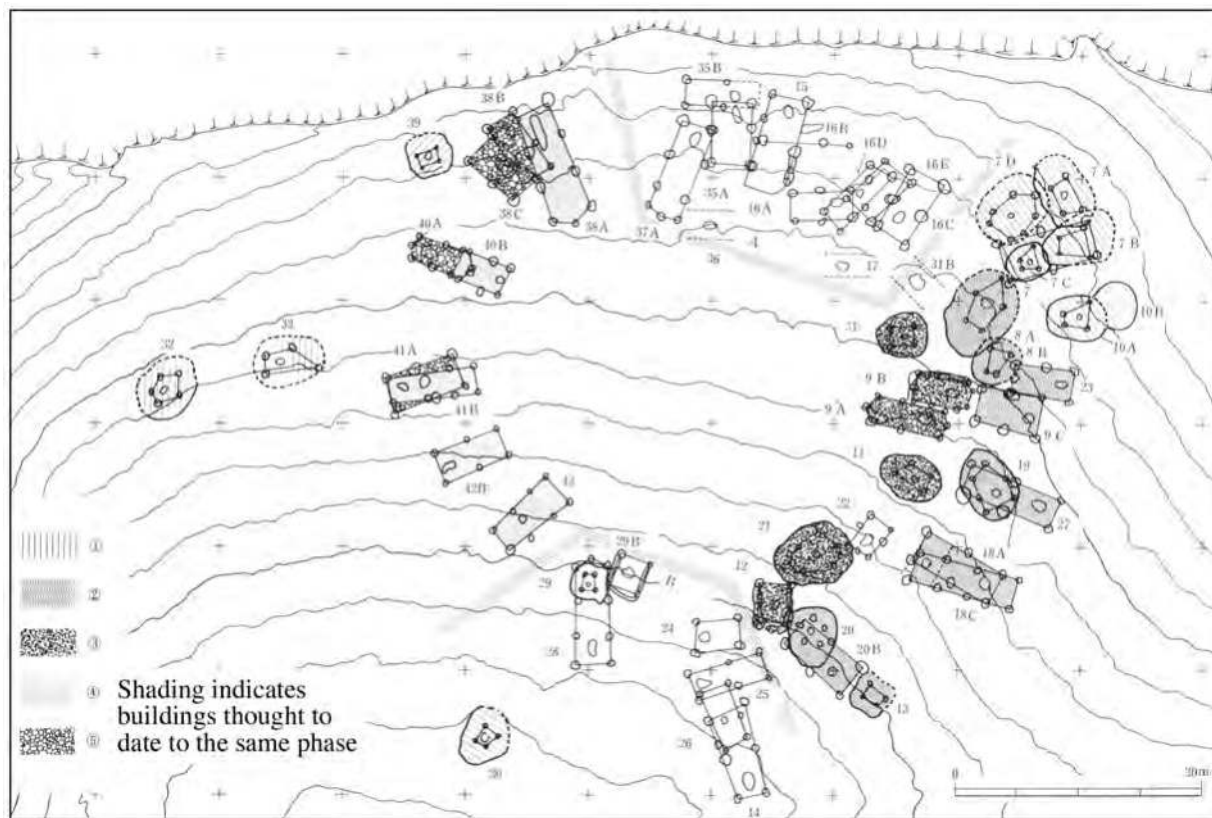 35B
15
38B
39
16B
16D
16E
7D
7A
35A
16A
38C
38A
37A
16C
7B
40A
40B
A
36
17
31B
7C
10B
10A
33
32
31
8A
8B
41A
9B
23
9A
41B
9C
11
19
42B
43
22
27
21
29B
18A
29
12
B
18C
24
20
28
20B
25
13
26
30
14
①
②
③
④ Shading indicates
buildings thought to
⑤ date to the same phase
0 20m